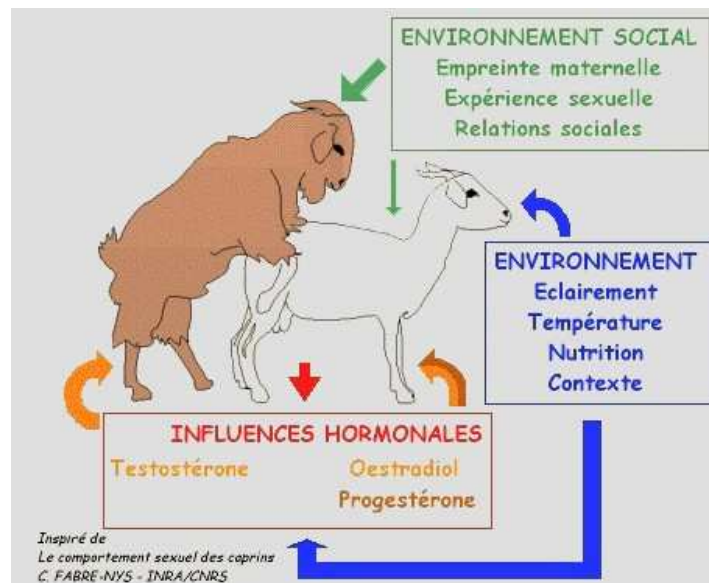 ENVIRONNEMENT SOCIAL
Empreinte maternelle
Expérience sexuelle
Relations sociales
ENVIRONNEMENT
Eclairement
Température
Nutrition
Contexte
INFLUENCES HORMONALES
Testostérone Oestradiol
Progestérone
Inspiré de
Le comportement sexuel des caprins
C. FABRE-NYS - INRA/CNRS